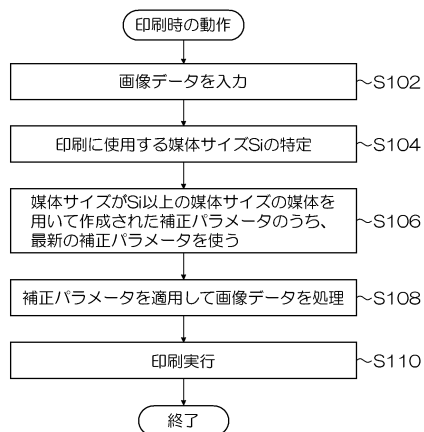 印刷時の動作
画像データを入力
~S102
印刷に使用する媒体サイズSiの特定
~S104
媒体サイズがSi以上の媒体サイズの媒体を
用いて作成された補正パラメータのうち、
最新の補正パラメータを使う
~S106
補正パラメータを適用して画像データを処理
~S108
印刷実行
~S110
終了